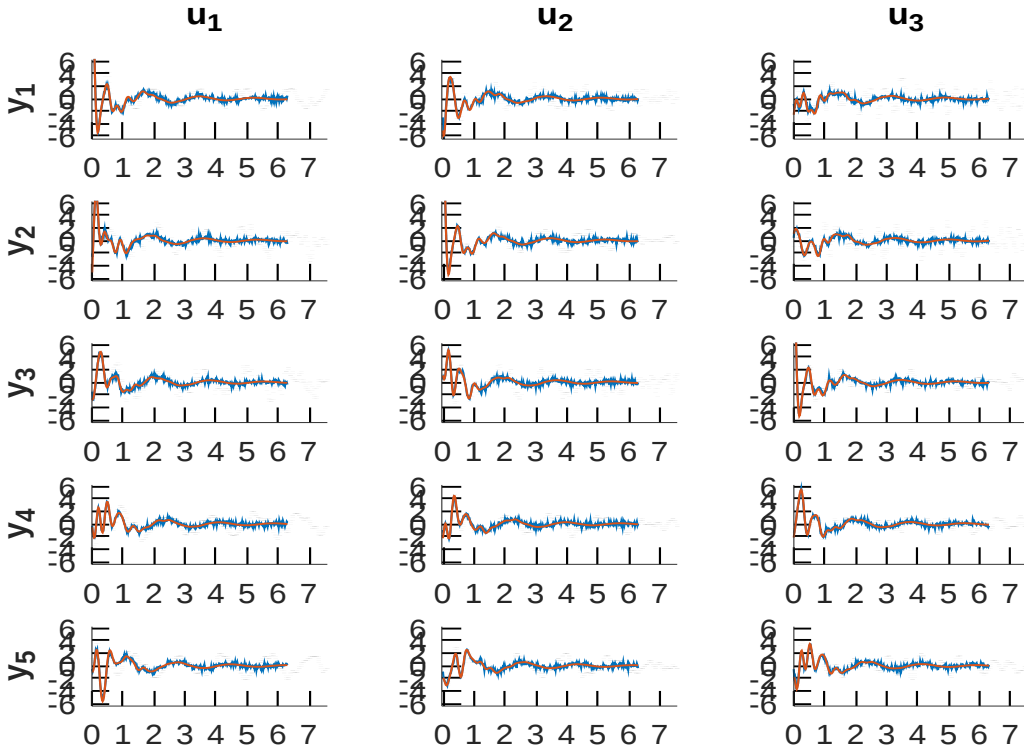 u1 u2 u3
y1 6 4 2 0 -2 -4 -6 6 4 2 0 -2 -4 -6 6 4 2 0 -2 -4 -6
0 1 2 3 4 5 6 7 0 1 2 3 4 5 6 7 0 1 2 3 4 5 6 7
y2 6 4 2 0 -2 -4 -6 6 4 2 0 -2 -4 -6 6 4 2 0 -2 -4 -6
0 1 2 3 4 5 6 7 0 1 2 3 4 5 6 7 0 1 2 3 4 5 6 7
y3 6 4 2 0 -2 -4 -6 6 4 2 0 -2 -4 -6 6 4 2 0 -2 -4 -6
0 1 2 3 4 5 6 7 0 1 2 3 4 5 6 7 0 1 2 3 4 5 6 7
y4 6 4 2 0 -2 -4 -6 6 4 2 0 -2 -4 -6 6 4 2 0 -2 -4 -6
0 1 2 3 4 5 6 7 0 1 2 3 4 5 6 7 0 1 2 3 4 5 6 7
y5 6 4 2 0 -2 -4 -6 6 4 2 0 -2 -4 -6 6 4 2 0 -2 -4 -6
0 1 2 3 4 5 6 7 0 1 2 3 4 5 6 7 0 1 2 3 4 5 6 7